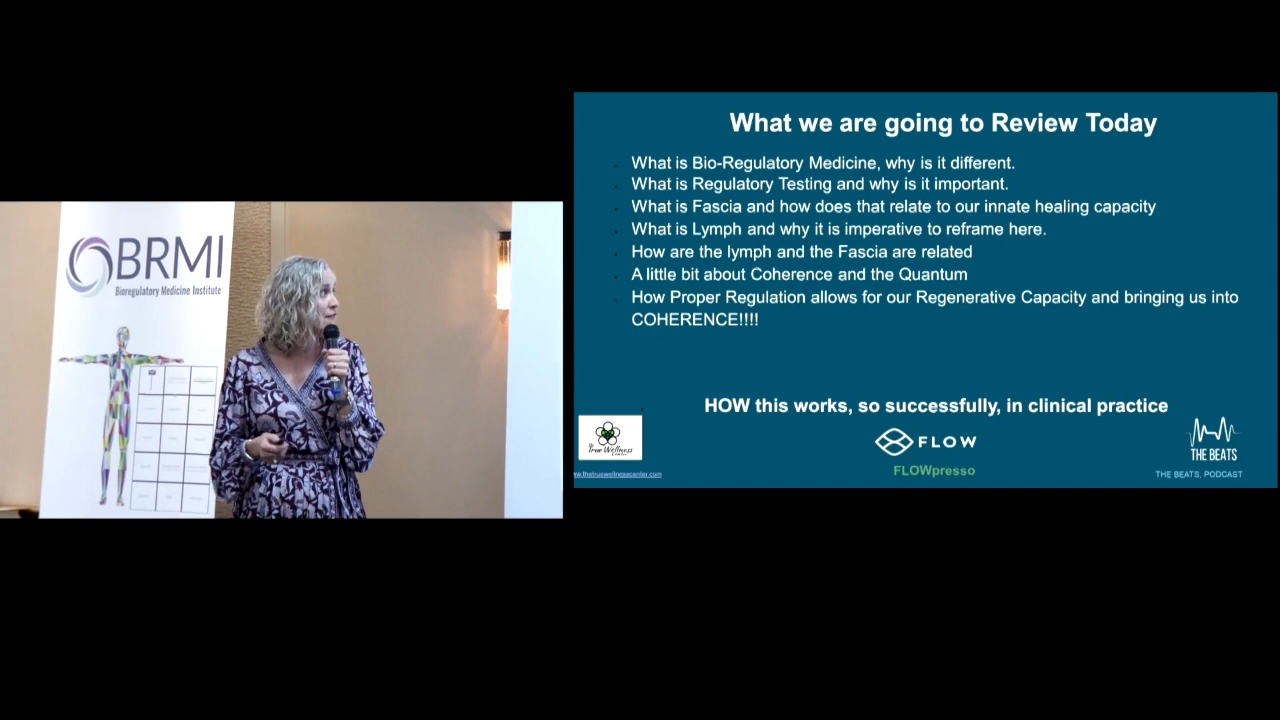 BRMI
Bioregulatory Medicine Institute
What we are going to Review Today
What is Bio-Regulatory Medicine, why is it different.
What is Regulatory Testing and why is it important.
What is Fascia and how does that relate to our innate healing capacity
What is Lymph and why it is imperative to reframe here.
How are the lymph and the Fascia are related
A little bit about Coherence and the Quantum
How Proper Regulation allows for our Regenerative Capacity and bringing us into
COHERENCE!!!!
HOW this works, so successfully, in clinical practice
True Wellness
Center
w.thetruewellnesscenter.com
FLOW
FLOWpresso
THE BEATS
THE BEATS, PODCAST